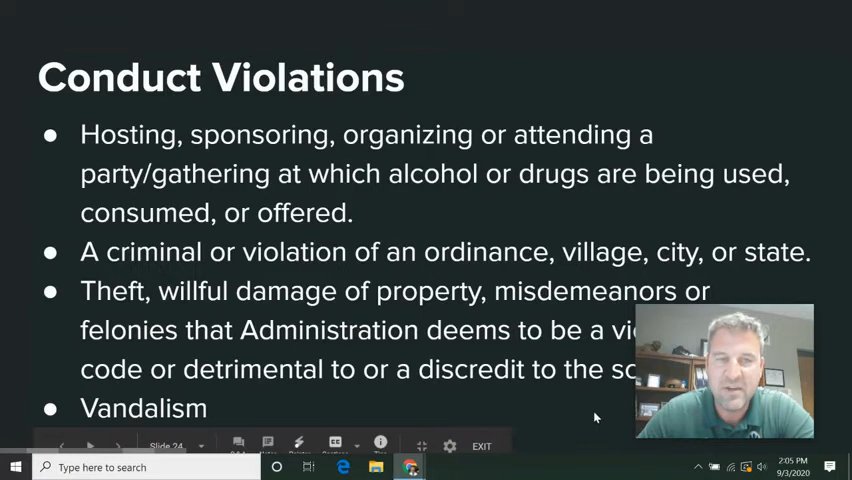 Conduct Violations
● Hosting, sponsoring, organizing or attending a
party/gathering at which alcohol or drugs are being used,
consumed, or offered.
● A criminal or violation of an ordinance, village, city, or state.
● Theft, willful damage of property, misdemeanors or
felonies that Administration deems to be a
code or detrimental to or a discredit to the
● Vandalism
Slide 24
EXIT
Type here to search
2:05 PM
9/3/2020